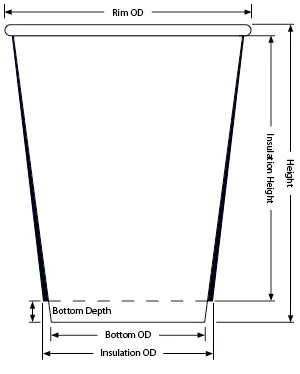 Rim OD
Insulation Height
Height
Bottom Depth
Bottom OD
Insulation OD